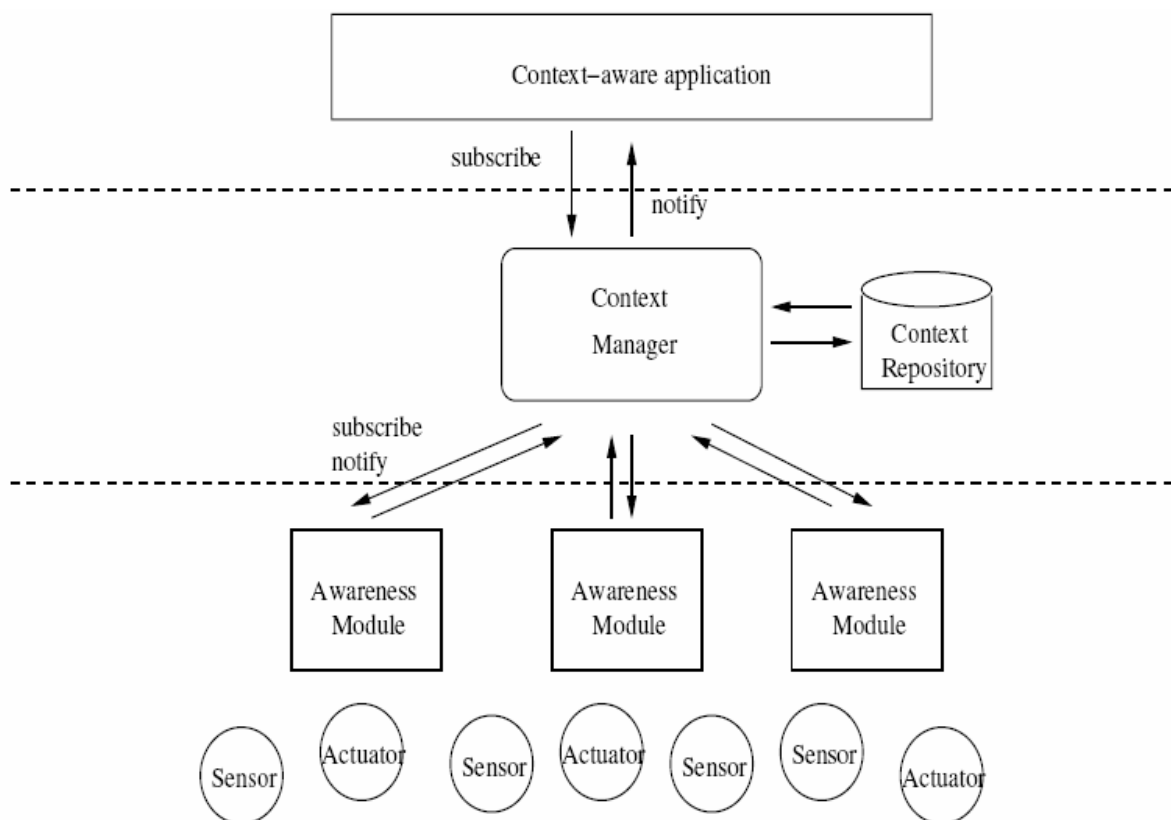 Context-aware application
subscribe
notify
Context
Manager
Context
Repository
subscribe
notify
Awareness
Module
Awareness
Module
Awareness
Module
Sensor
Actuator
Sensor
Actuator
Sensor
Sensor
Actuator